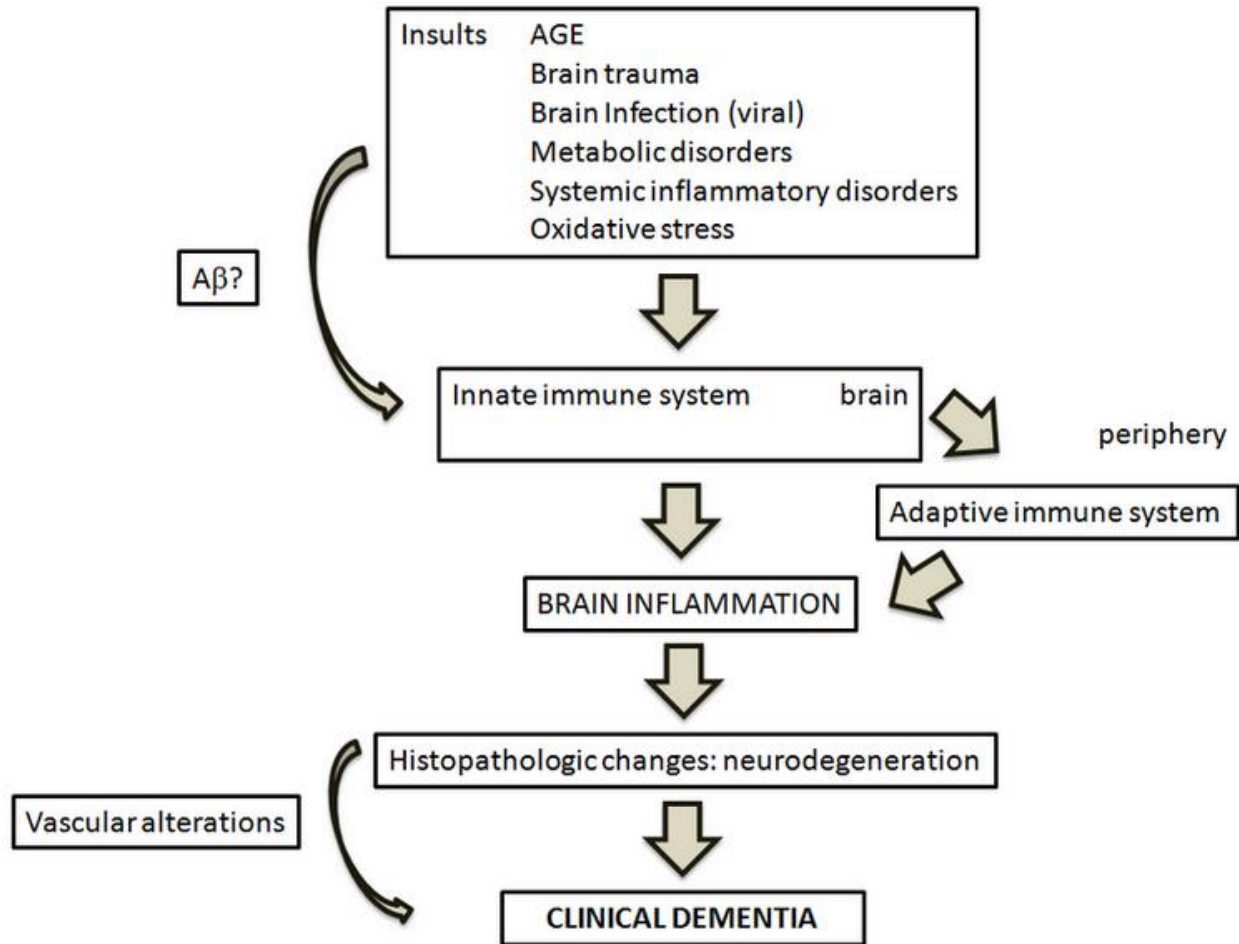 Insults AGE
Brain trauma
Brain Infection (viral)
Metabolic disorders
Systemic inflammatory disorders
Oxidative stress
Aβ?
Innate immune system brain
periphery
Adaptive immune system
BRAIN INFLAMMATION
Histopathologic changes: neurodegeneration
Vascular alterations
CLINICAL DEMENTIA